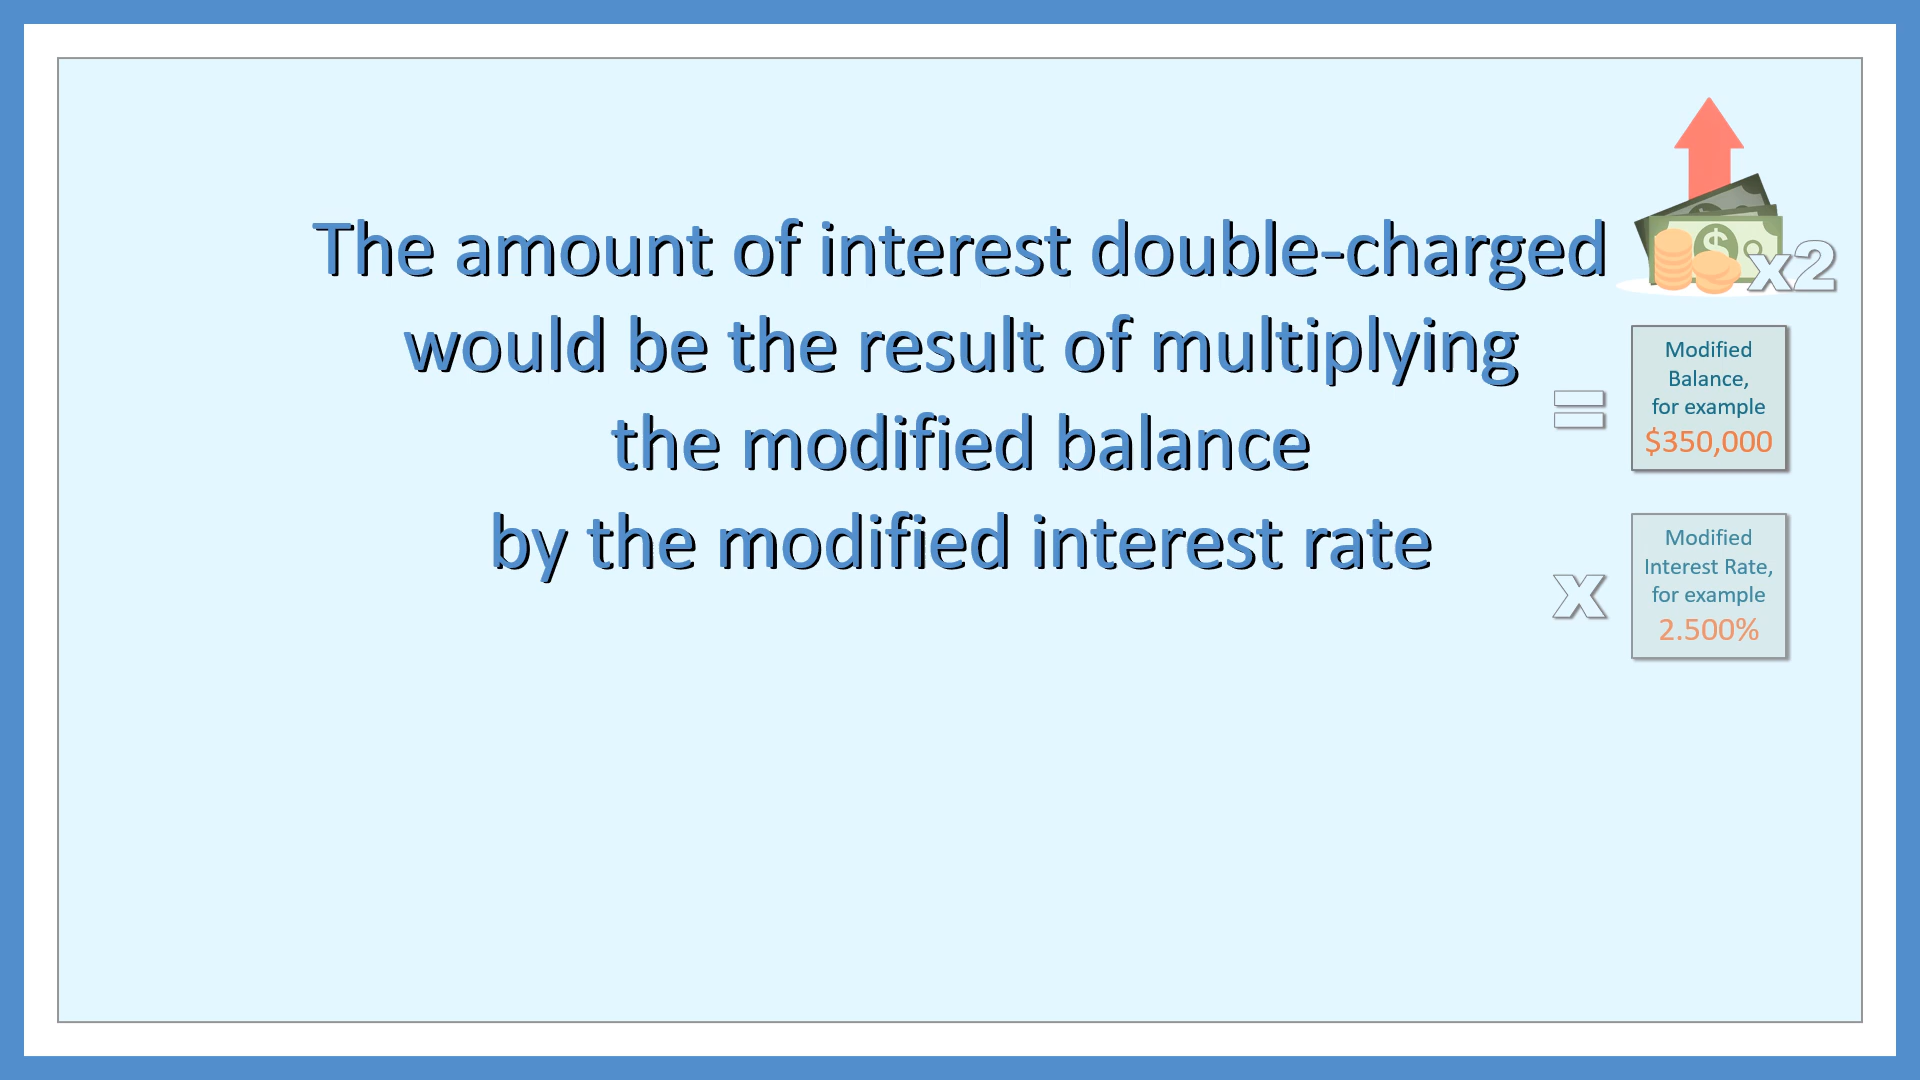 The amount of interest double-charged
would be the result of multiplying
the modified balance
by the modified interest rate
$
x2
=
Modified
Balance,
for example
$350,000
x
Modified
Interest Rate,
for example
2.500%